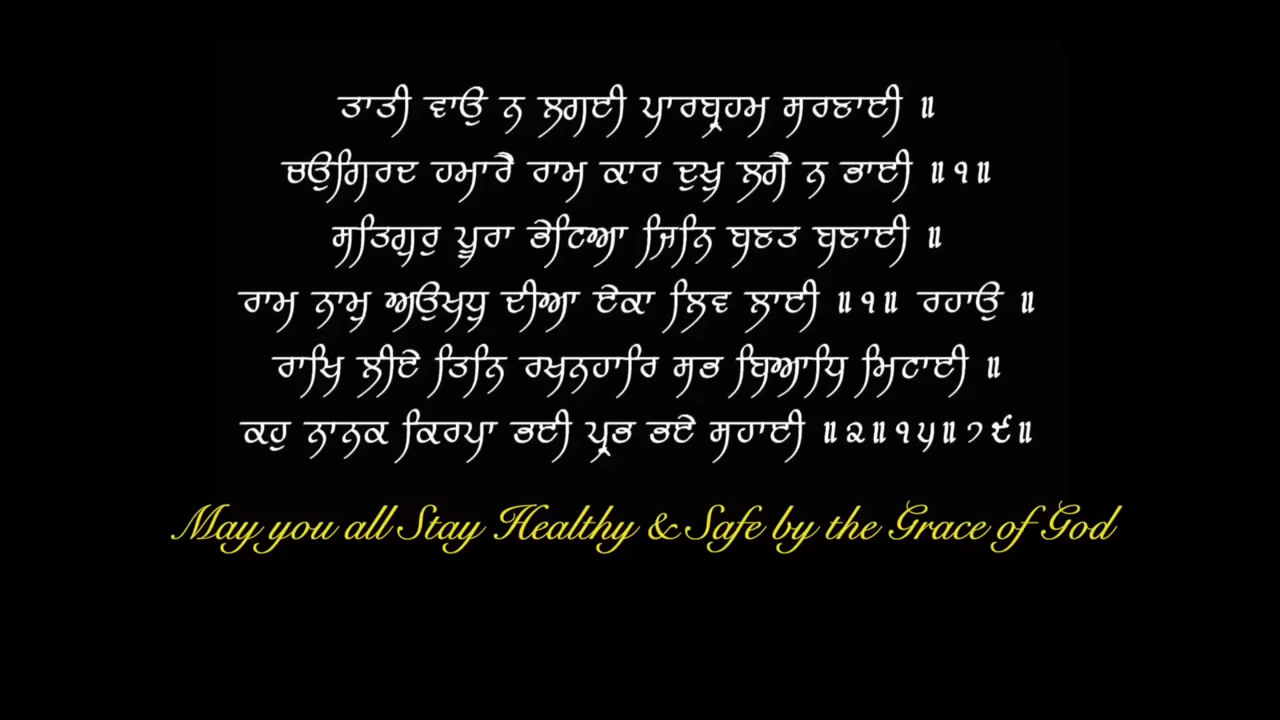 ਤਾਤੀ ਵਾਉ ਨ ਲਗਈ ਪਾਰਬ੍ਰਹਮ ਸਰਣਾਈ ॥
ਚਉਗਿਰਦ ਹਮਾਰੈ ਰਾਮ ਕਾਰ ਦੁਖੁ ਲਗੈ ਨ ਭਾਈ ॥੧॥
ਸਤਿਗੁਰੁ ਪੂਰਾ ਭੇਟਿਆ ਜਿਨਿ ਬਣਤ ਬਣਾਈ ॥
ਰਾਮ ਨਾਮੁ ਅਉਖਧੁ ਦੀਆ ਏਕਾ ਲਿਵ ਲਾਈ ॥੧॥ ਰਹਾਉ ॥
ਰਾਖਿ ਲੀਏ ਤਿਨਿ ਰਖਨਹਾਰਿ ਸਭ ਬਿਆਧਿ ਮਿਟਾਈ ॥
ਕਹੁ ਨਾਨਕ ਕਿਰਪਾ ਭਈ ਪ੍ਰਭ ਭਏ ਸਹਾਈ ॥੨॥੧੫॥੭੯॥
May you all Stay Healthy & Safe by the Grace of God